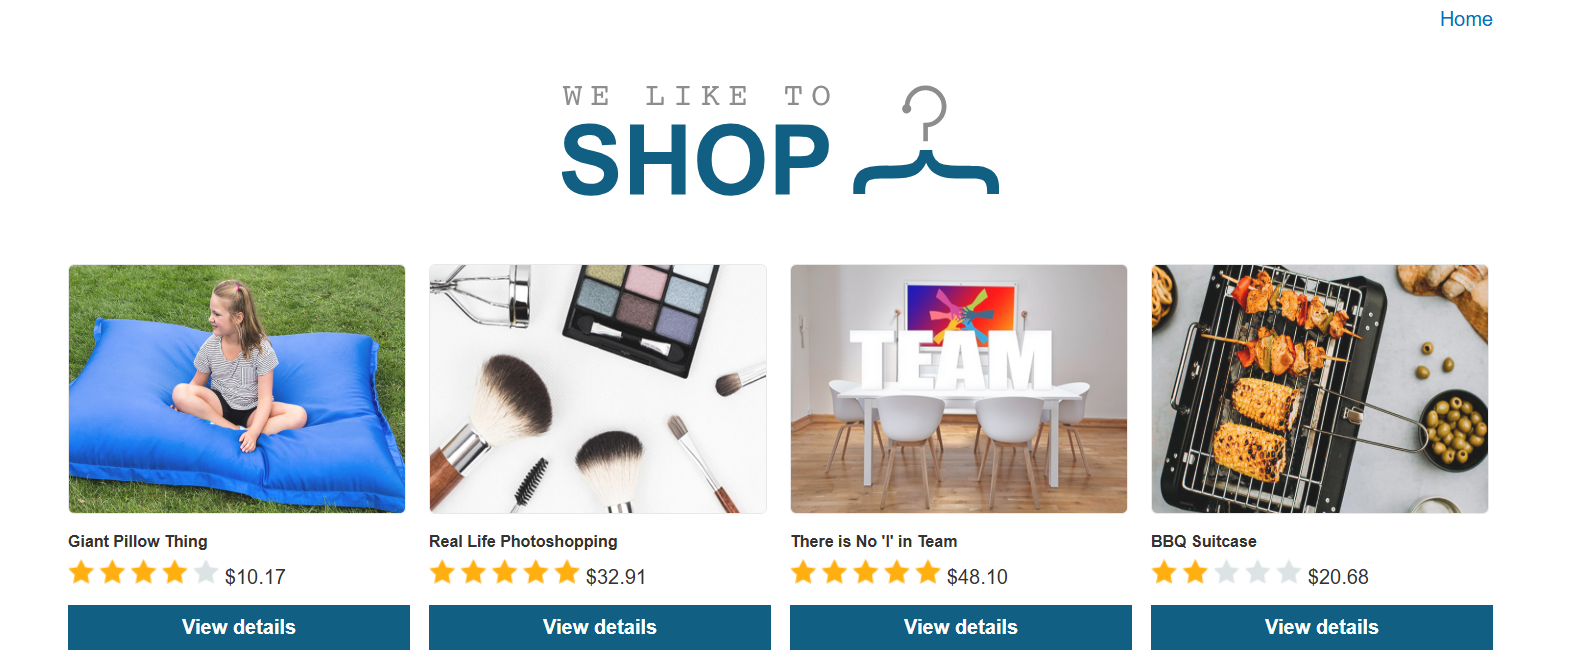 Home
WE LIKE TO
SHOP
TEAM
Giant Pillow Thing
$10.17
View details
Real Life Photoshopping
$32.91
View details
There is No 'I' in Team
$48.10
View details
BBQ Suitcase
$20.68
View details